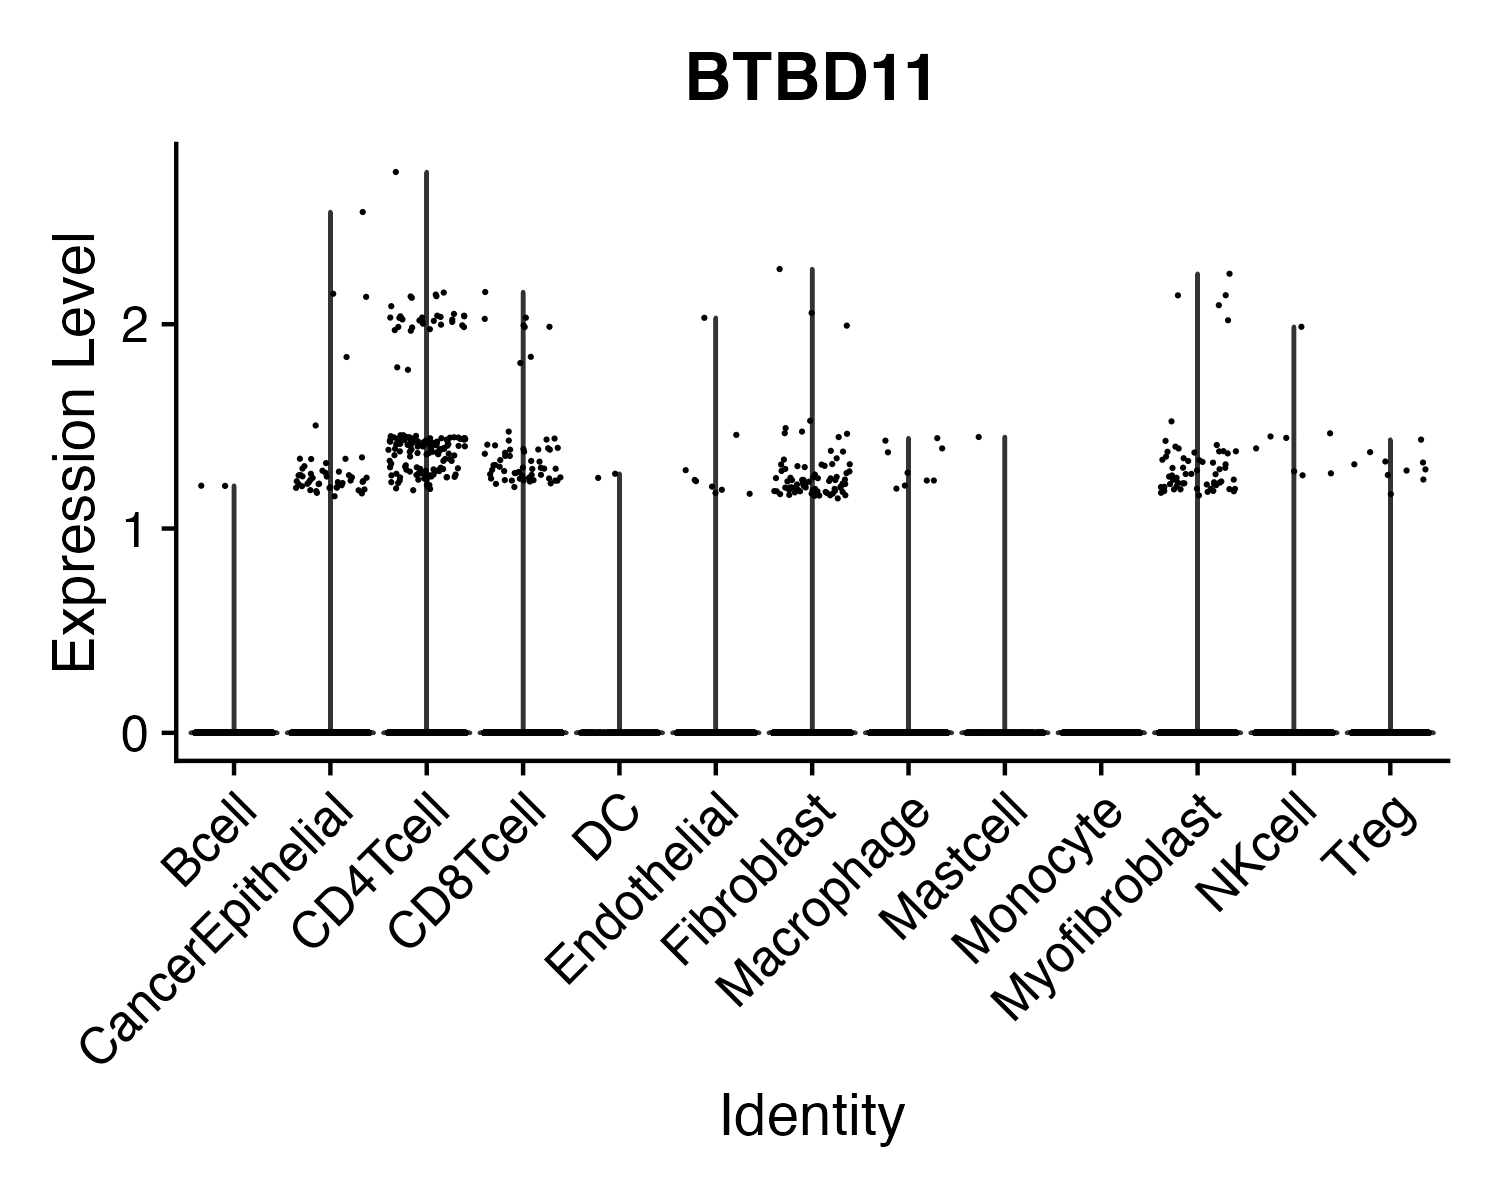 BTBD11
Expression Level
2
1
0
Bcell
CancerEpithelial
CD4Tcell
CD8Tcell
DC
Endothelial
Fibroblast
Macrophage
Mastcell
Monocyte
Myofibroblast
NKcell
Treg
Identity